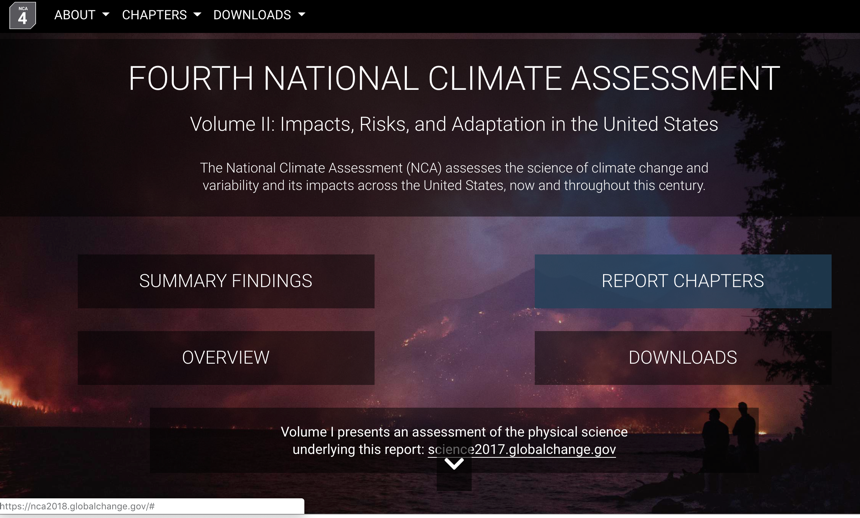 NCA
4
ABOUT
CHAPTERS
DOWNLOADS
FOURTH NATIONAL CLIMATE ASSESSMENT
Volume II: Impacts, Risks, and Adaptation in the United States
The National Climate Assessment (NCA) assesses the science of climate change and
variability and its impacts across the United States, now and throughout this century.
SUMMARY FINDINGS
REPORT CHAPTERS
OVERVIEW
DOWNLOADS
Volume I presents an assessment of the physical science
underlying this report: science2017.globalchange.gov
https://nca2018.globalchange.gov/#